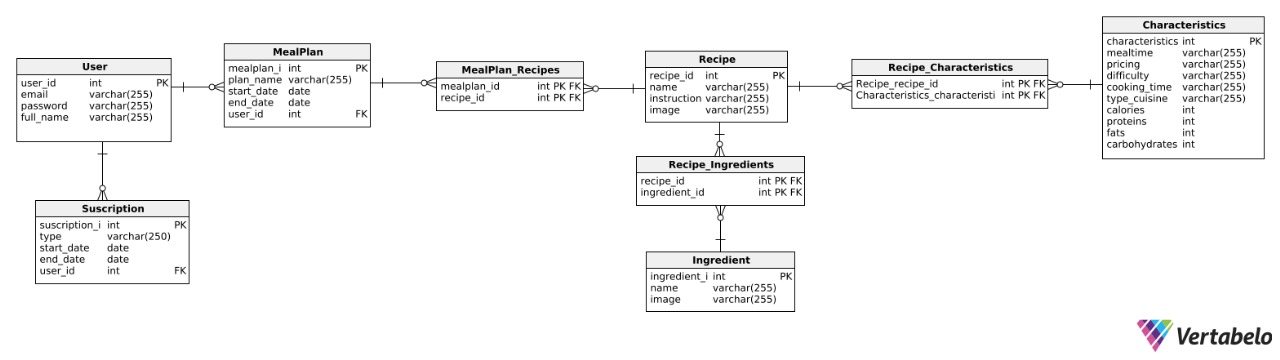 User
user_id int PK
email varchar(255)
password varchar(255)
full_name varchar(255)
MealPlan
mealplan_i int PK
plan_name varchar(255)
start_date date
end_date date
user_id int FK
MealPlan_Recipes
mealplan_id int PK FK
recipe_id int PK FK
Recipe
recipe_id int PK
name varchar(255)
instruction varchar(255)
image varchar(255)
Recipe_Characteristics
Recipe_recipe_id int PK FK
Characteristics_characteristi int PK FK
Characteristics
characteristics int PK
mealtime varchar(255)
pricing varchar(255)
difficulty varchar(255)
cooking_time varchar(255)
type_cuisine varchar(255)
calories int
proteins int
fats int
carbohydrates int
Suscription
suscription_i int PK
type varchar(250)
start_date date
end_date date
user_id int FK
Recipe_Ingredients
recipe_id int PK FK
ingredient_id int PK FK
Ingredient
ingredient_i int PK
name varchar(255)
image varchar(255)
Vertabelo